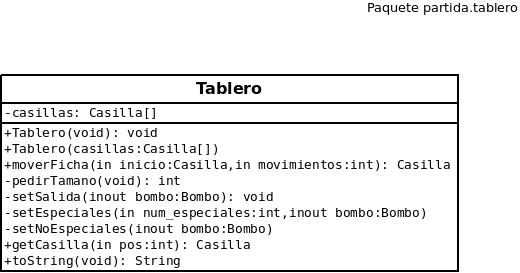 Paquete partida.tablero
Tablero
-casillas: Casilla[]
+Tablero(void): void
+Tablero(casillas:Casilla[])
+moverFicha(in inicio:Casilla,in movimientos:int): Casilla
-pedirTamano(void): int
-setSalida(inout bombo:Bombo): void
-setEspeciales(in num_especiales:int,inout bombo:Bombo)
-setNoEspeciales(inout bombo:Bombo)
+getCasilla(in pos:int): Casilla
+toString(void): String